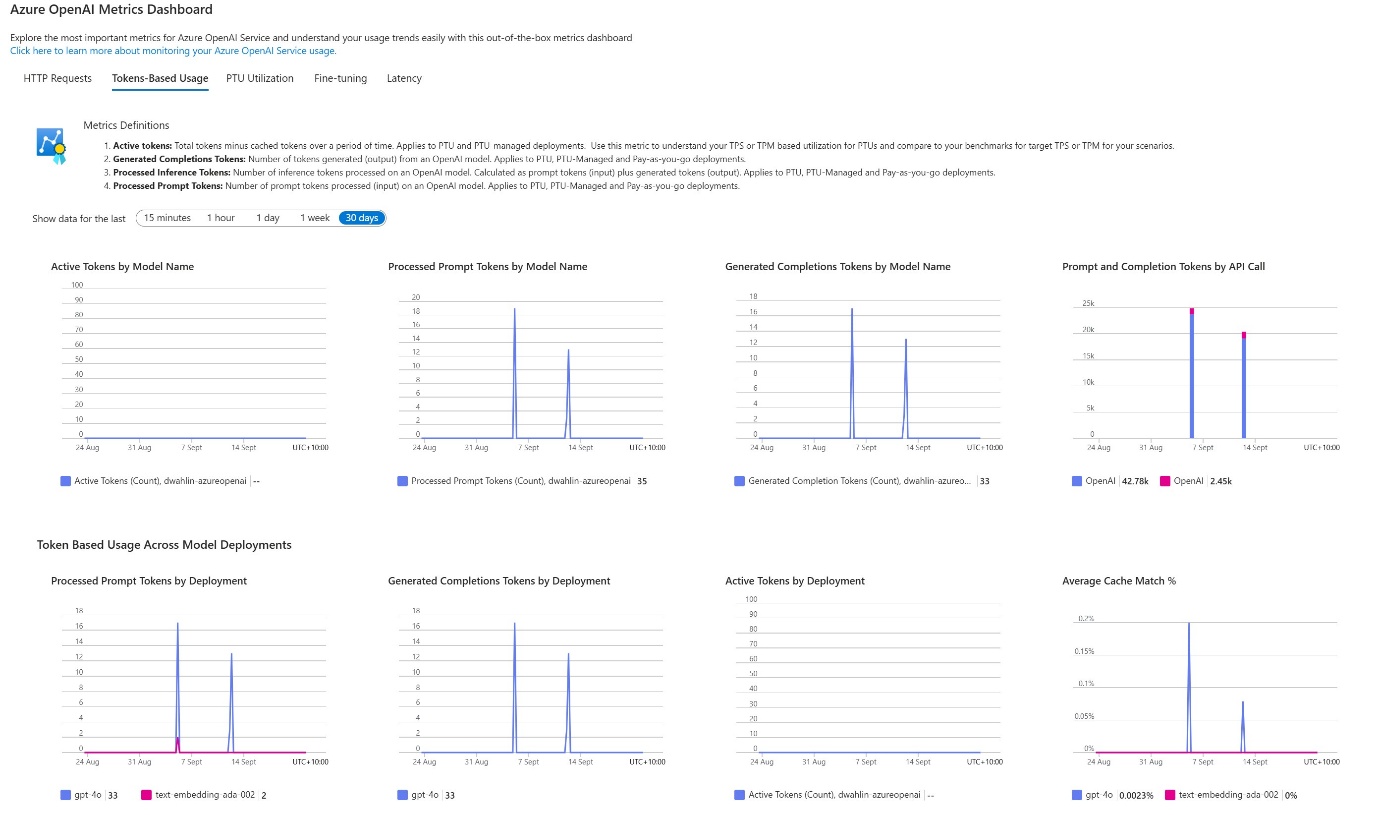 Azure OpenAI Metrics Dashboard
Explore the most important metrics for Azure OpenAI Service and understand your usage trends easily with this out-of-the-box metrics dashboard
Click here to learn more about monitoring your Azure OpenAI Service usage.
HTTP Requests Tokens-Based Usage PTU Utilization Fine-tuning Latency
Metrics Definitions
1. Active tokens: Total tokens minus cached tokens over a period of time. Applies to PTU and PTU managed deployments. Use this metric to understand your TPS or TPM based utilization for PTUs and compare to your benchmarks for target TPS or TPM for your scenarios.
2. Generated Completions Tokens: Number of tokens generated (output) from an OpenAI model. Applies to PTU, PTU-Managed and Pay-as-you-go deployments.
3. Processed Inference Tokens: Number of inference tokens processed on an OpenAI model. Calculated as prompt tokens (input) plus generated tokens (output). Applies to PTU, PTU-Managed and Pay-as-you-go deployments.
4. Processed Prompt Tokens: Number of prompt tokens processed (input) on an OpenAI model. Applies to PTU, PTU-Managed and Pay-as-you-go deployments.
Show data for the last 15 minutes 1 hour 1 day 1 week 30 days
Active Tokens by Model Name
100
90
80
70
60
50
40
30
20
10
0
24 Aug 31 Aug 7 Sept 14 Sept UTC+10:00
Active Tokens (Count), dwahlin-azureopenai --
Processed Prompt Tokens by Model Name
20
18
16
14
12
10
8
6
4
2
0
24 Aug 31 Aug 7 Sept 14 Sept UTC+10:00
Processed Prompt Tokens (Count), dwahlin-azureopenai 35
Generated Completions Tokens by Model Name
18
16
14
12
10
8
6
4
2
0
24 Aug 31 Aug 7 Sept 14 Sept UTC+10:00
Generated Completion Tokens (Count), dwahlin-azureo... 33
Prompt and Completion Tokens by API Call
25k
20k
15k
10k
5k
0
24 Aug 31 Aug 7 Sept 14 Sept UTC+10:00
OpenAI 42.78k OpenAI 2.45k
Token Based Usage Across Model Deployments
Processed Prompt Tokens by Deployment
18
16
14
12
10
8
6
4
2
0
24 Aug 31 Aug 7 Sept 14 Sept UTC+10:00
gpt-4o 33 text-embedding-ada-002 2
Generated Completions Tokens by Deployment
18
16
14
12
10
8
6
4
2
0
24 Aug 31 Aug 7 Sept 14 Sept UTC+10:00
gpt-4o 33
Active Tokens by Deployment
100
90
80
70
60
50
40
30
20
10
0
24 Aug 31 Aug 7 Sept 14 Sept UTC+10:00
Active Tokens (Count), dwahlin-azureopenai --
Average Cache Match %
0.2%
0.15%
0.1%
0.05%
0%
24 Aug 31 Aug 7 Sept 14 Sept UTC+10:00
gpt-4o 0.0023% text-embedding-ada-002 0%